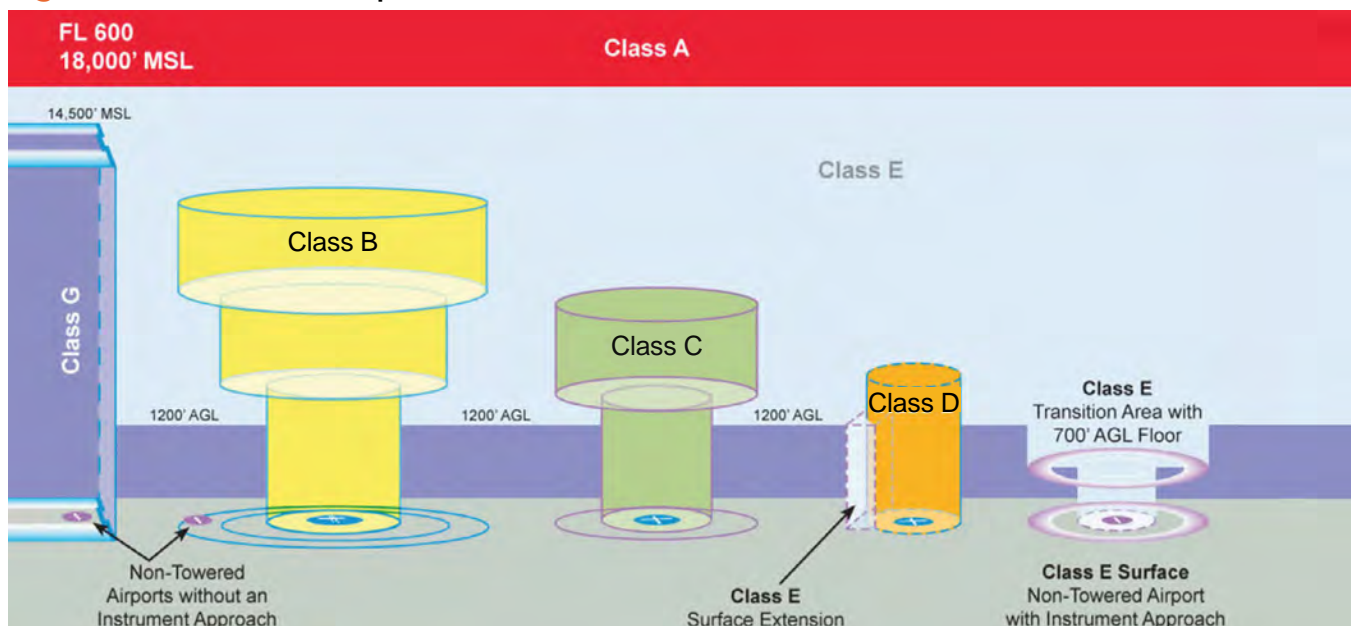 FL 600
18,000' MSL
Class A
14,500' MSL
Class E
Class G
Class B
Class C
Class D
1200' AGL
1200' AGL
1200' AGL
Class E
Transition Area with
700' AGL Floor
Non-Towered
Airports without an
Instrument Approach
Class E
Surface Extension
Class E Surface
Non-Towered Airport
with Instrument Approach